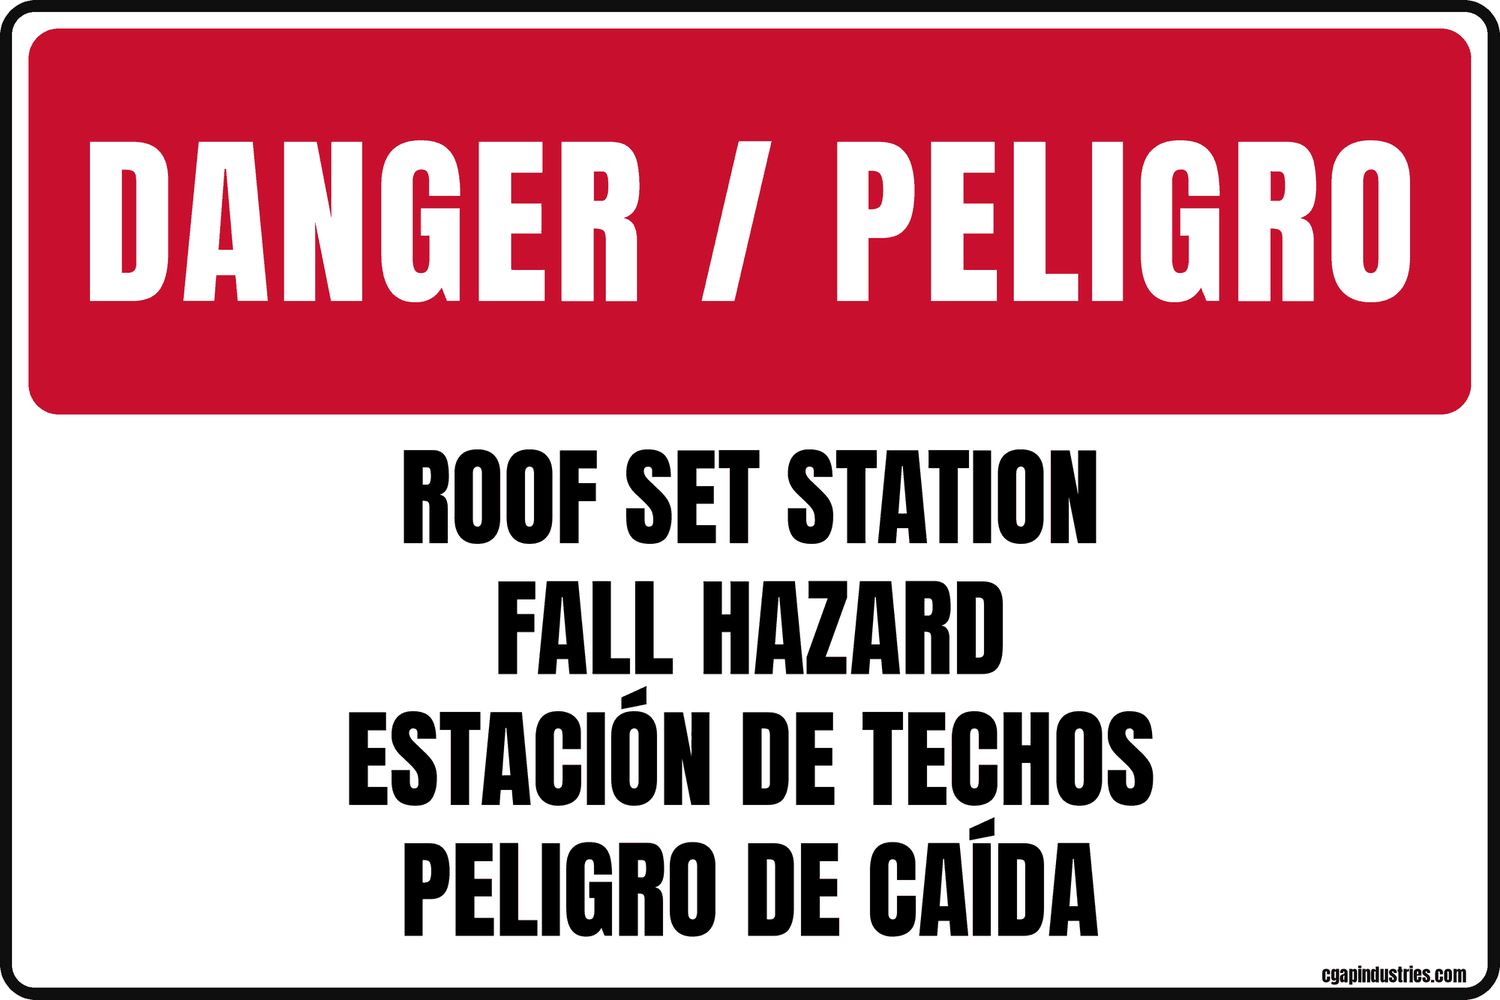 DANGER / PELIGRO
ROOF SET STATION
FALL HAZARD
ESTACIÓN DE TECHOS
PELIGRO DE CAÍDA
cgapindustries.com